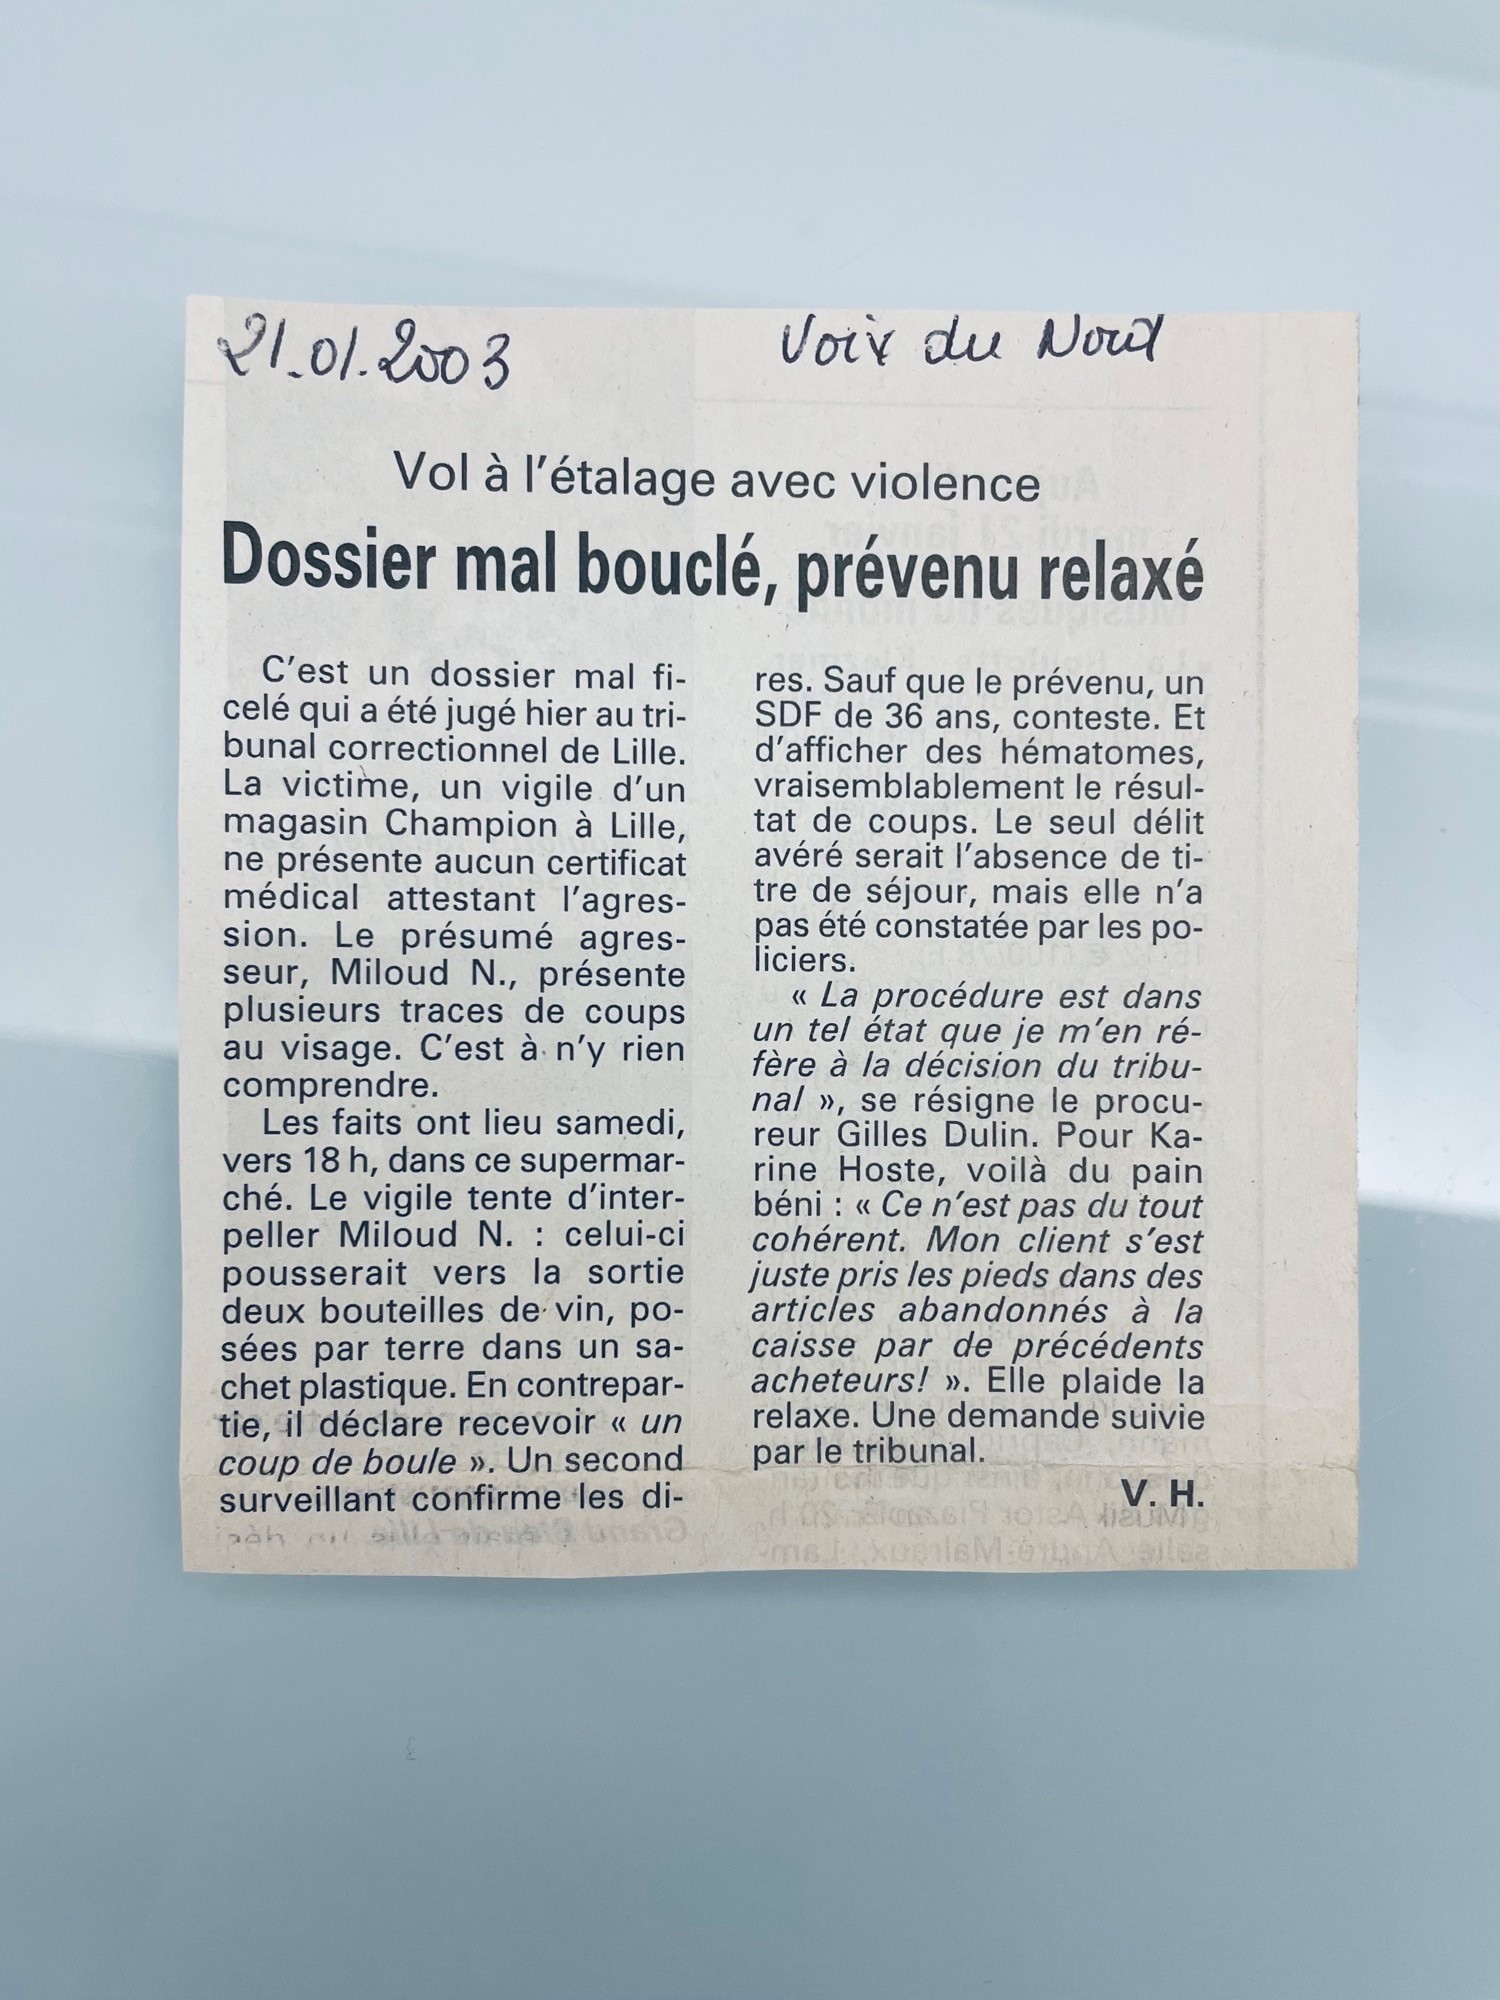 21.01.2003
Voix du Nord
Vol à l'étalage avec violence
Dossier mal bouclé, prévenu relaxé
C'est un dossier mal fi-
celé qui a été jugé hier au tri-
bunal correctionnel de Lille.
La victime, un vigile d'un
magasin Champion à Lille,
ne présente aucun certificat
médical attestant l'agres-
sion. Le présumé agres-
seur, Miloud N., présente
plusieurs traces de coups
au visage. C'est à n'y rien
comprendre.
Les faits ont lieu samedi,
vers 18 h, dans ce supermar-
ché. Le vigile tente d'inter-
peller Miloud N. : celui-ci
pousserait vers la sortie
deux bouteilles de vin, po-
sées par terre dans un sa-
chet plastique. En contrepar-
tie, il déclare recevoir « un
coup de boule ». Un second
surveillant confirme les di-
res. Sauf que le prévenu, un
SDF de 36 ans, conteste. Et
d'afficher des hématomes,
vraisemblablement le résul-
tat de coups. Le seul délit
avéré serait l'absence de ti-
tre de séjour, mais elle n'a
pas été constatée par les po-
liciers.
« La procédure est dans
un tel état que je m'en ré-
fère à la décision du tribu-
nal », se résigne le procu-
reur Gilles Dulin. Pour Ka-
rine Hoste, voilà du pain
béni : « Ce n'est pas du tout
cohérent. Mon client s'est
juste pris les pieds dans des
articles abandonnés à la
caisse par de précédents
acheteurs! ». Elle plaide la
relaxe. Une demande suivie
par le tribunal.
V. H.